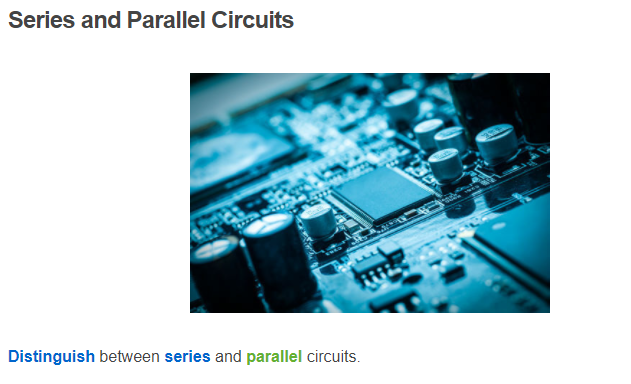 Series and Parallel Circuits
Distinguish between series and parallel circuits.